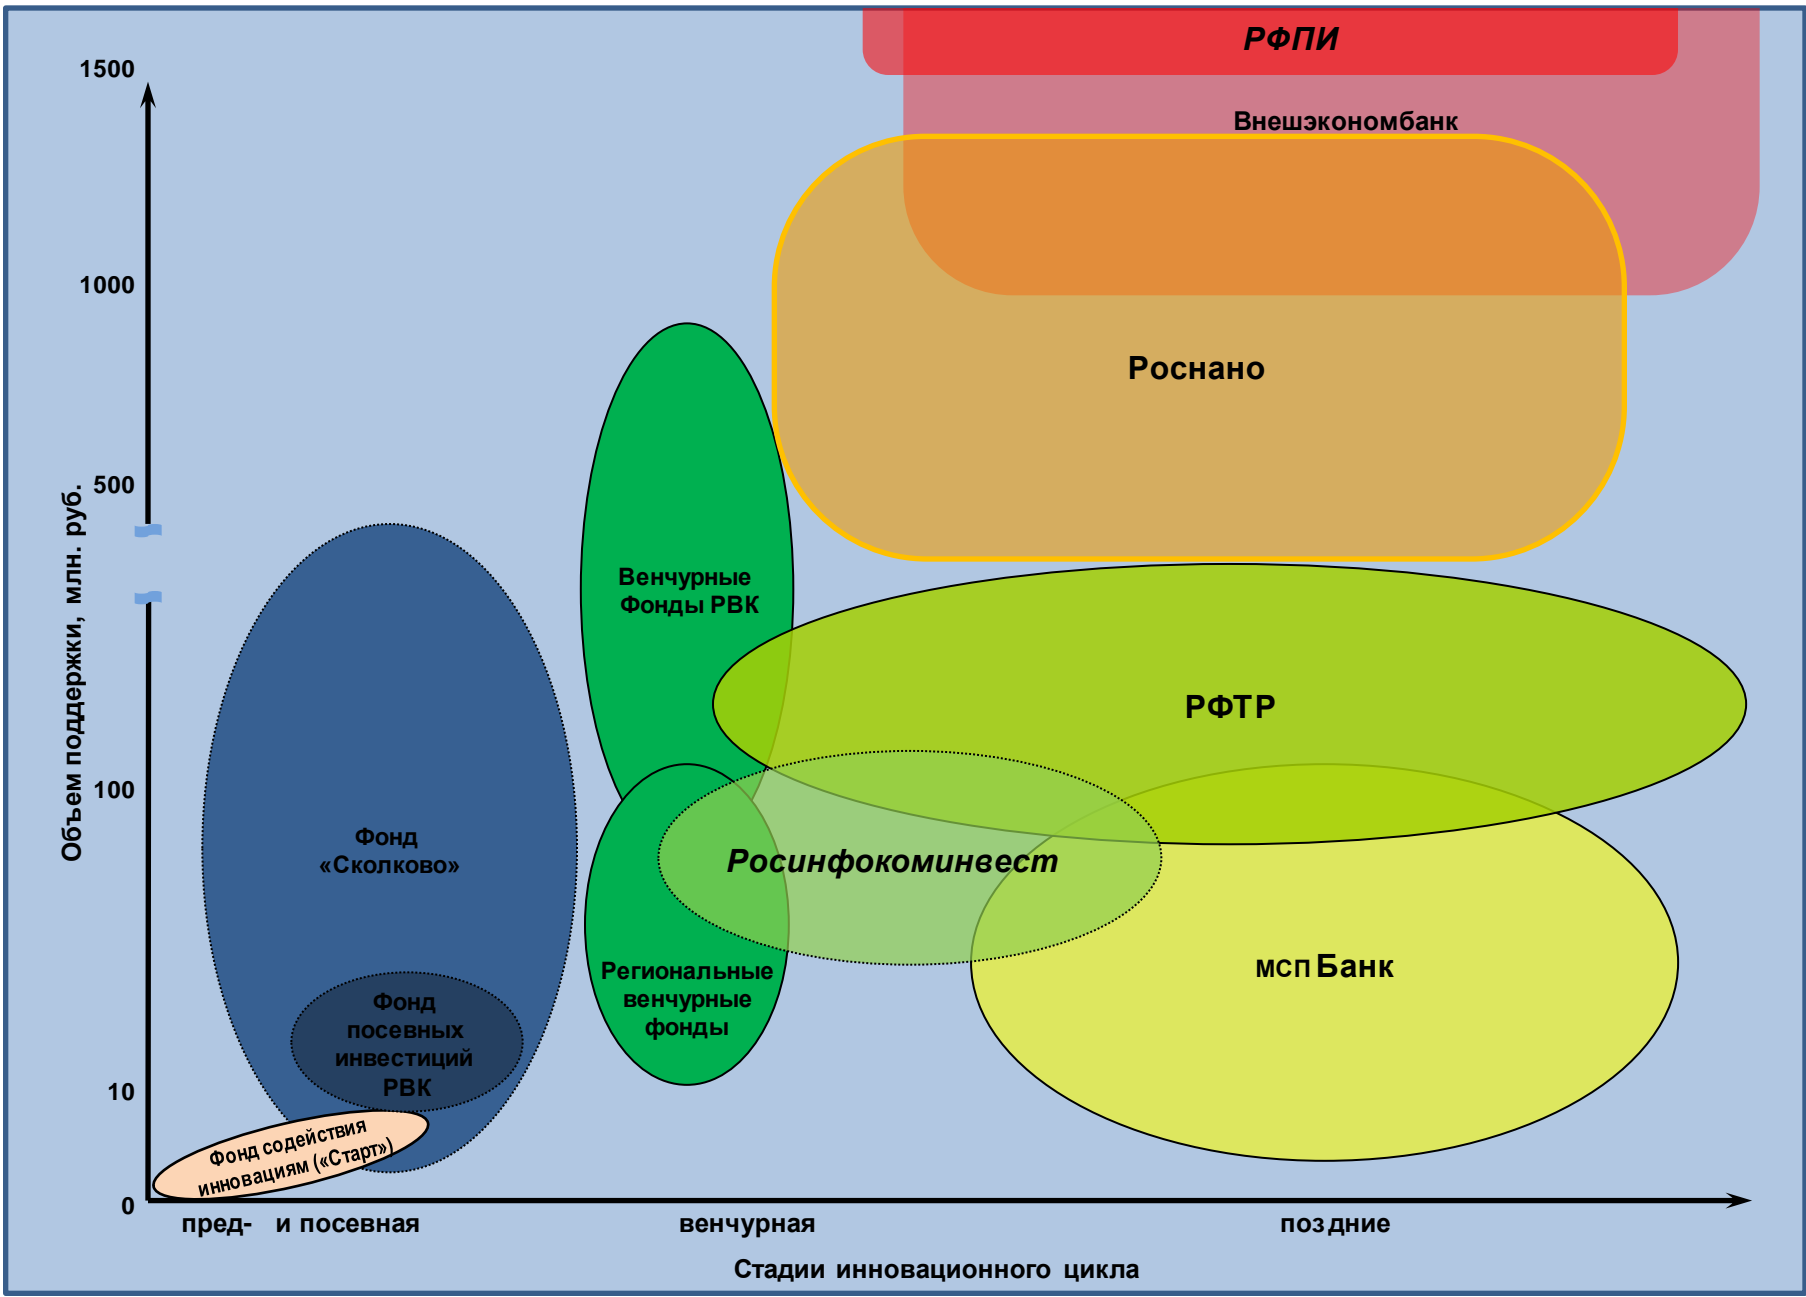 РФПИ
1500
Внешэкономбанк
1000
Роснано
500
Объем поддержки, млн. руб.
Венчурные
Фонды РВК
РФТР
100
Фонд
«Сколково»
Росинфокоминвест
Региональные
венчурные
фонды
МСП Банк
Фонд
посевных
инвестиций
РВК
10
Фонд содействия
инновациям («Старт»)
0
пред- и посевная
венчурная
поздние
Стадии инновационного цикла